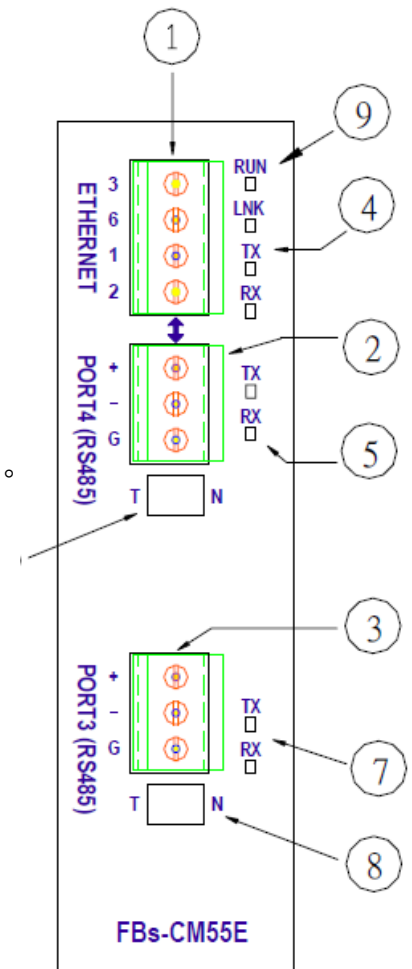 1
9
RUN
ETHERNET
3
LNK
6
4
1
TX
2
RX
2
PORT4 (RS485)
+
TX
−
RX
G
5
T N
3
PORT3 (RS485)
+
−
TX
G
RX
7
T N
8
FBs-CM55E